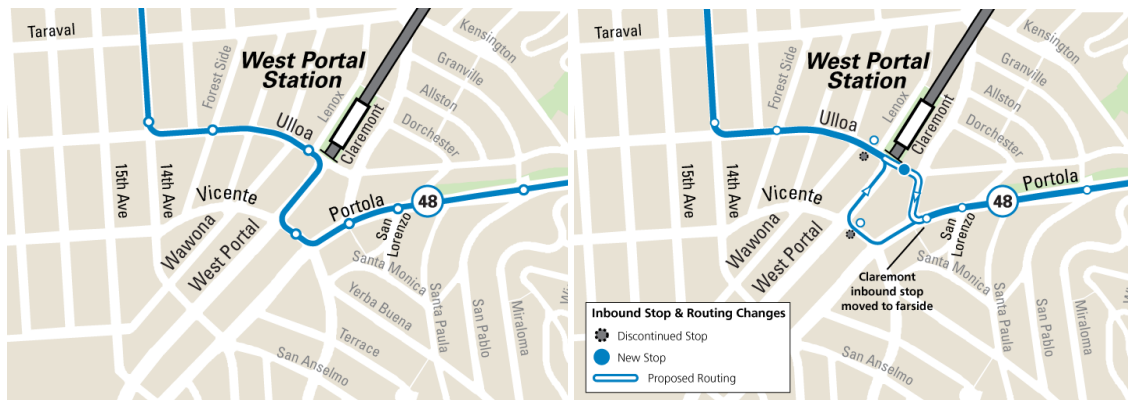 Taraval
Kensington
Forest Side
West Portal
Station
Granville
Lenox
Allston
Ulloa
Claremont
Dorchester
15th Ave
14th Ave
Vicente
Portola
48
Wawona
San
Lorenzo
West Portal
Santa Monica
Yerba Buena
Santa Paula
San Pablo
Miraloma
Terrace
San Anselmo
Taraval
Kensington
Forest Side
West Portal
Station
Granville
Lenox
Allston
Ulloa
Claremont
Dorchester
15th Ave
14th Ave
Portola
Vicente
48
Wawona
San
Lorenzo
West Portal
Santa Monica
Claremont
inbound stop
moved to farside
Santa Paula
San Pablo
Miraloma
San Anselmo
Inbound Stop & Routing Changes
Discontinued Stop
New Stop
Proposed Routing